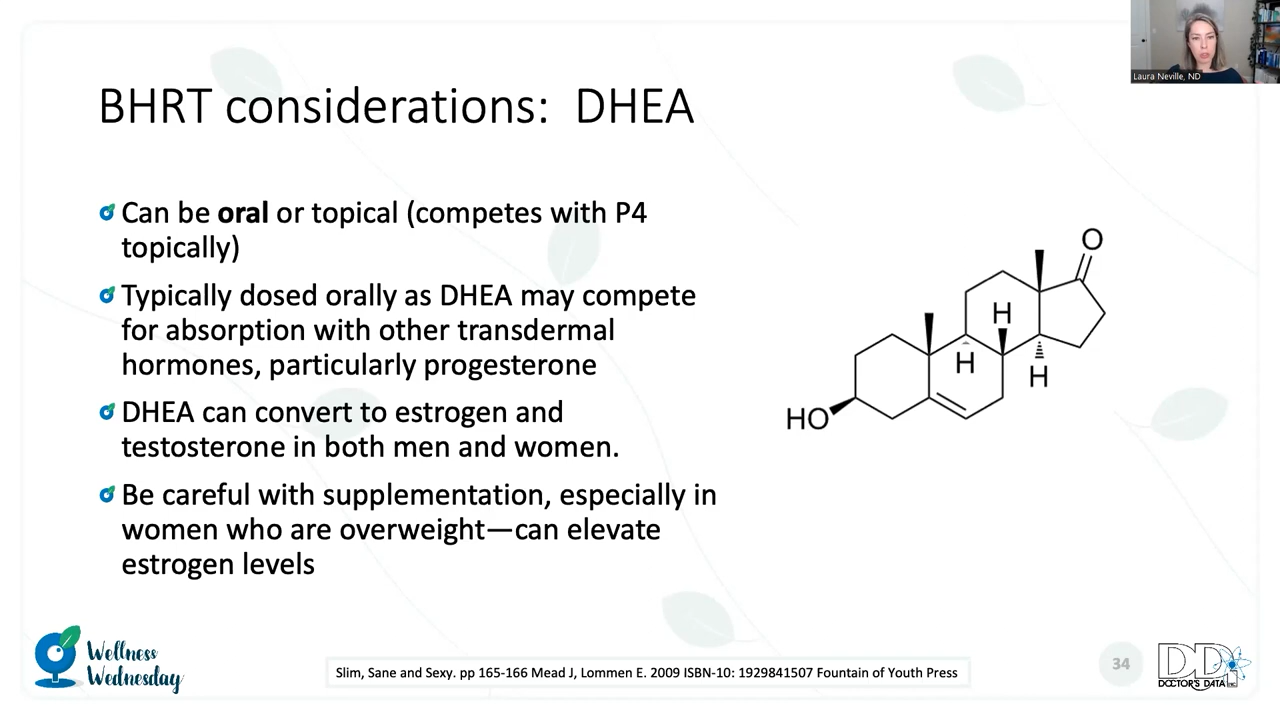 Laura Neville, ND
BHRT considerations:  DHEA
Can be oral or topical (competes with P4
topically)
Typically dosed orally as DHEA may compete
for absorption with other transdermal
hormones, particularly progesterone
DHEA can convert to estrogen and
testosterone in both men and women.
Be careful with supplementation, especially in
women who are overweight—can elevate
estrogen levels
O
H
H
H
HO
Wellness
Wednesday
Slim, Sane and Sexy. pp 165-166 Mead J, Lommen E. 2009 ISBN-10: 1929841507 Fountain of Youth Press
34
DDI
DOCTOR'S DATA INC